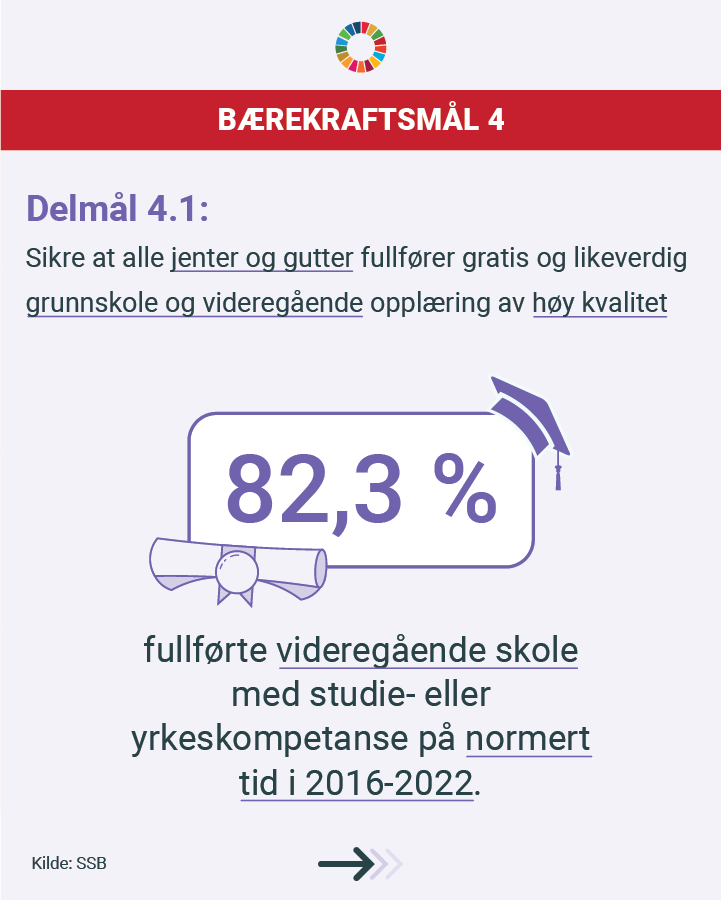 BÆREKRAFTSMÅL 4
Delmål 4.1:
Sikre at alle jenter og gutter fullfører gratis og likeverdig
grunnskole og videregående opplæring av høy kvalitet
82,3 %
fullførte videregående skole
med studie- eller
yrkeskompetanse på normert
tid i 2016-2022.
Kilde: SSB